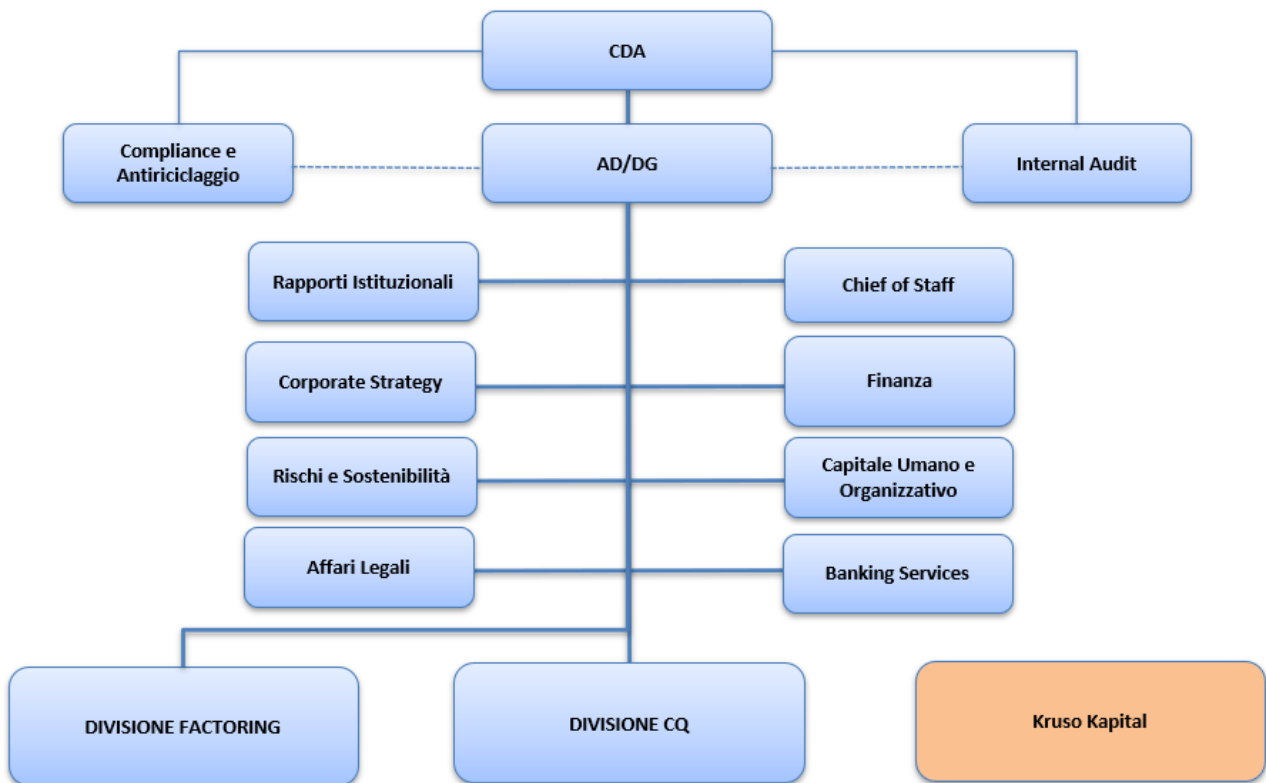 CDA
Compliance e
Antiriciclaggio
AD/DG
Internal Audit
Rapporti Istituzionali
Chief of Staff
Corporate Strategy
Finanza
Rischi e Sostenibilità
Capitale Umano e
Organizzativo
Affari Legali
Banking Services
DIVISIONE FACTORING
DIVISIONE CQ
Kruso Kapital